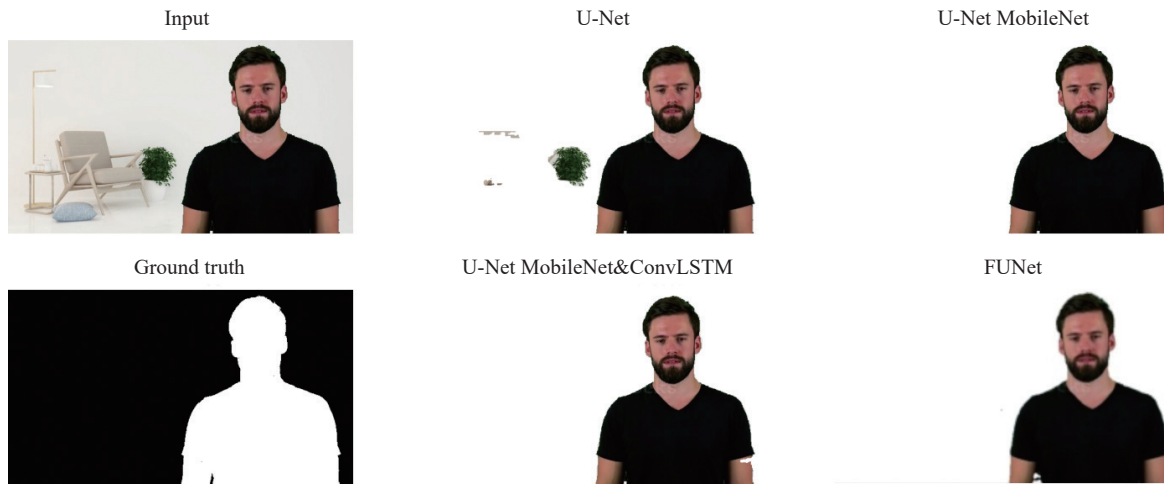 Input
U-Net
U-Net MobileNet
Ground truth
U-Net MobileNet&ConvLSTM
FUNet